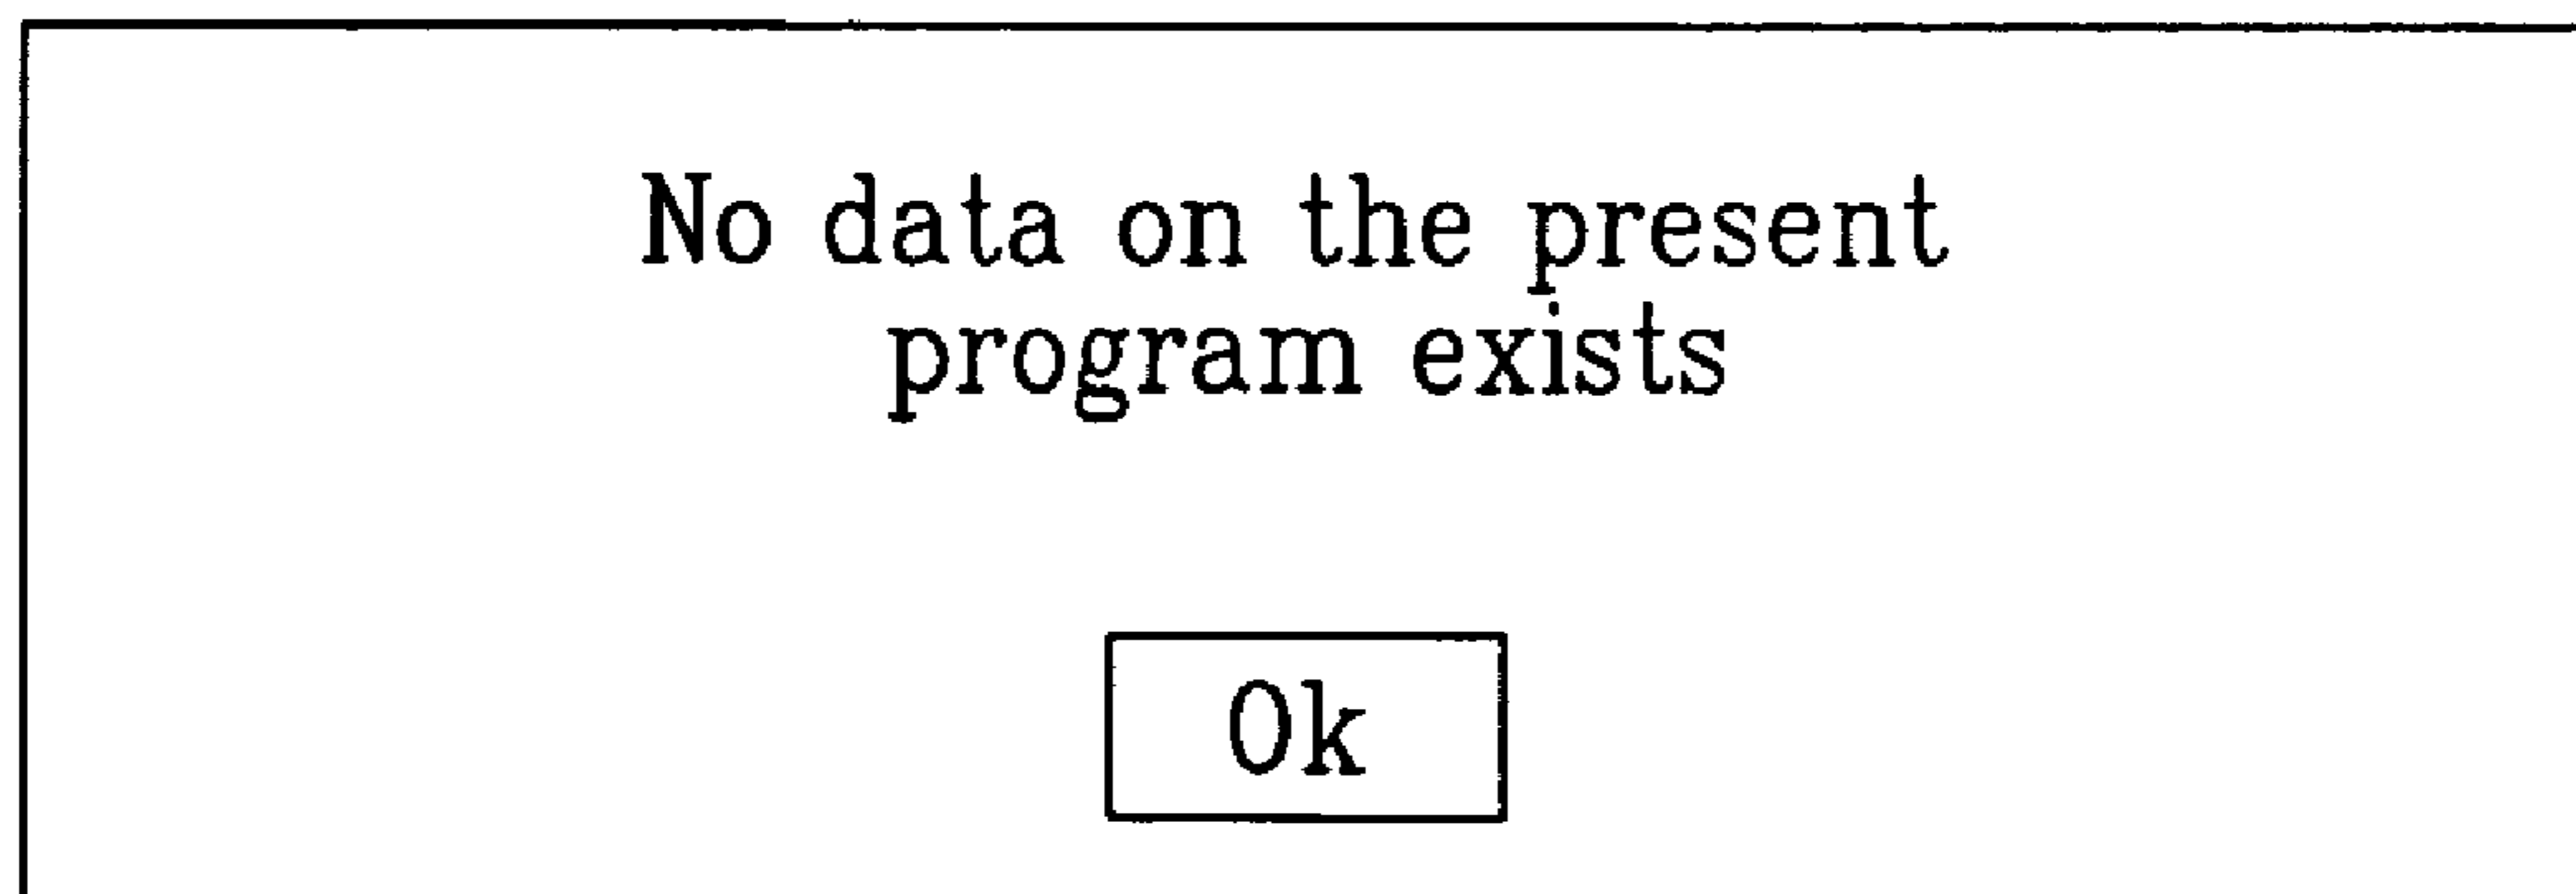 No data on the present
program exists
Ok